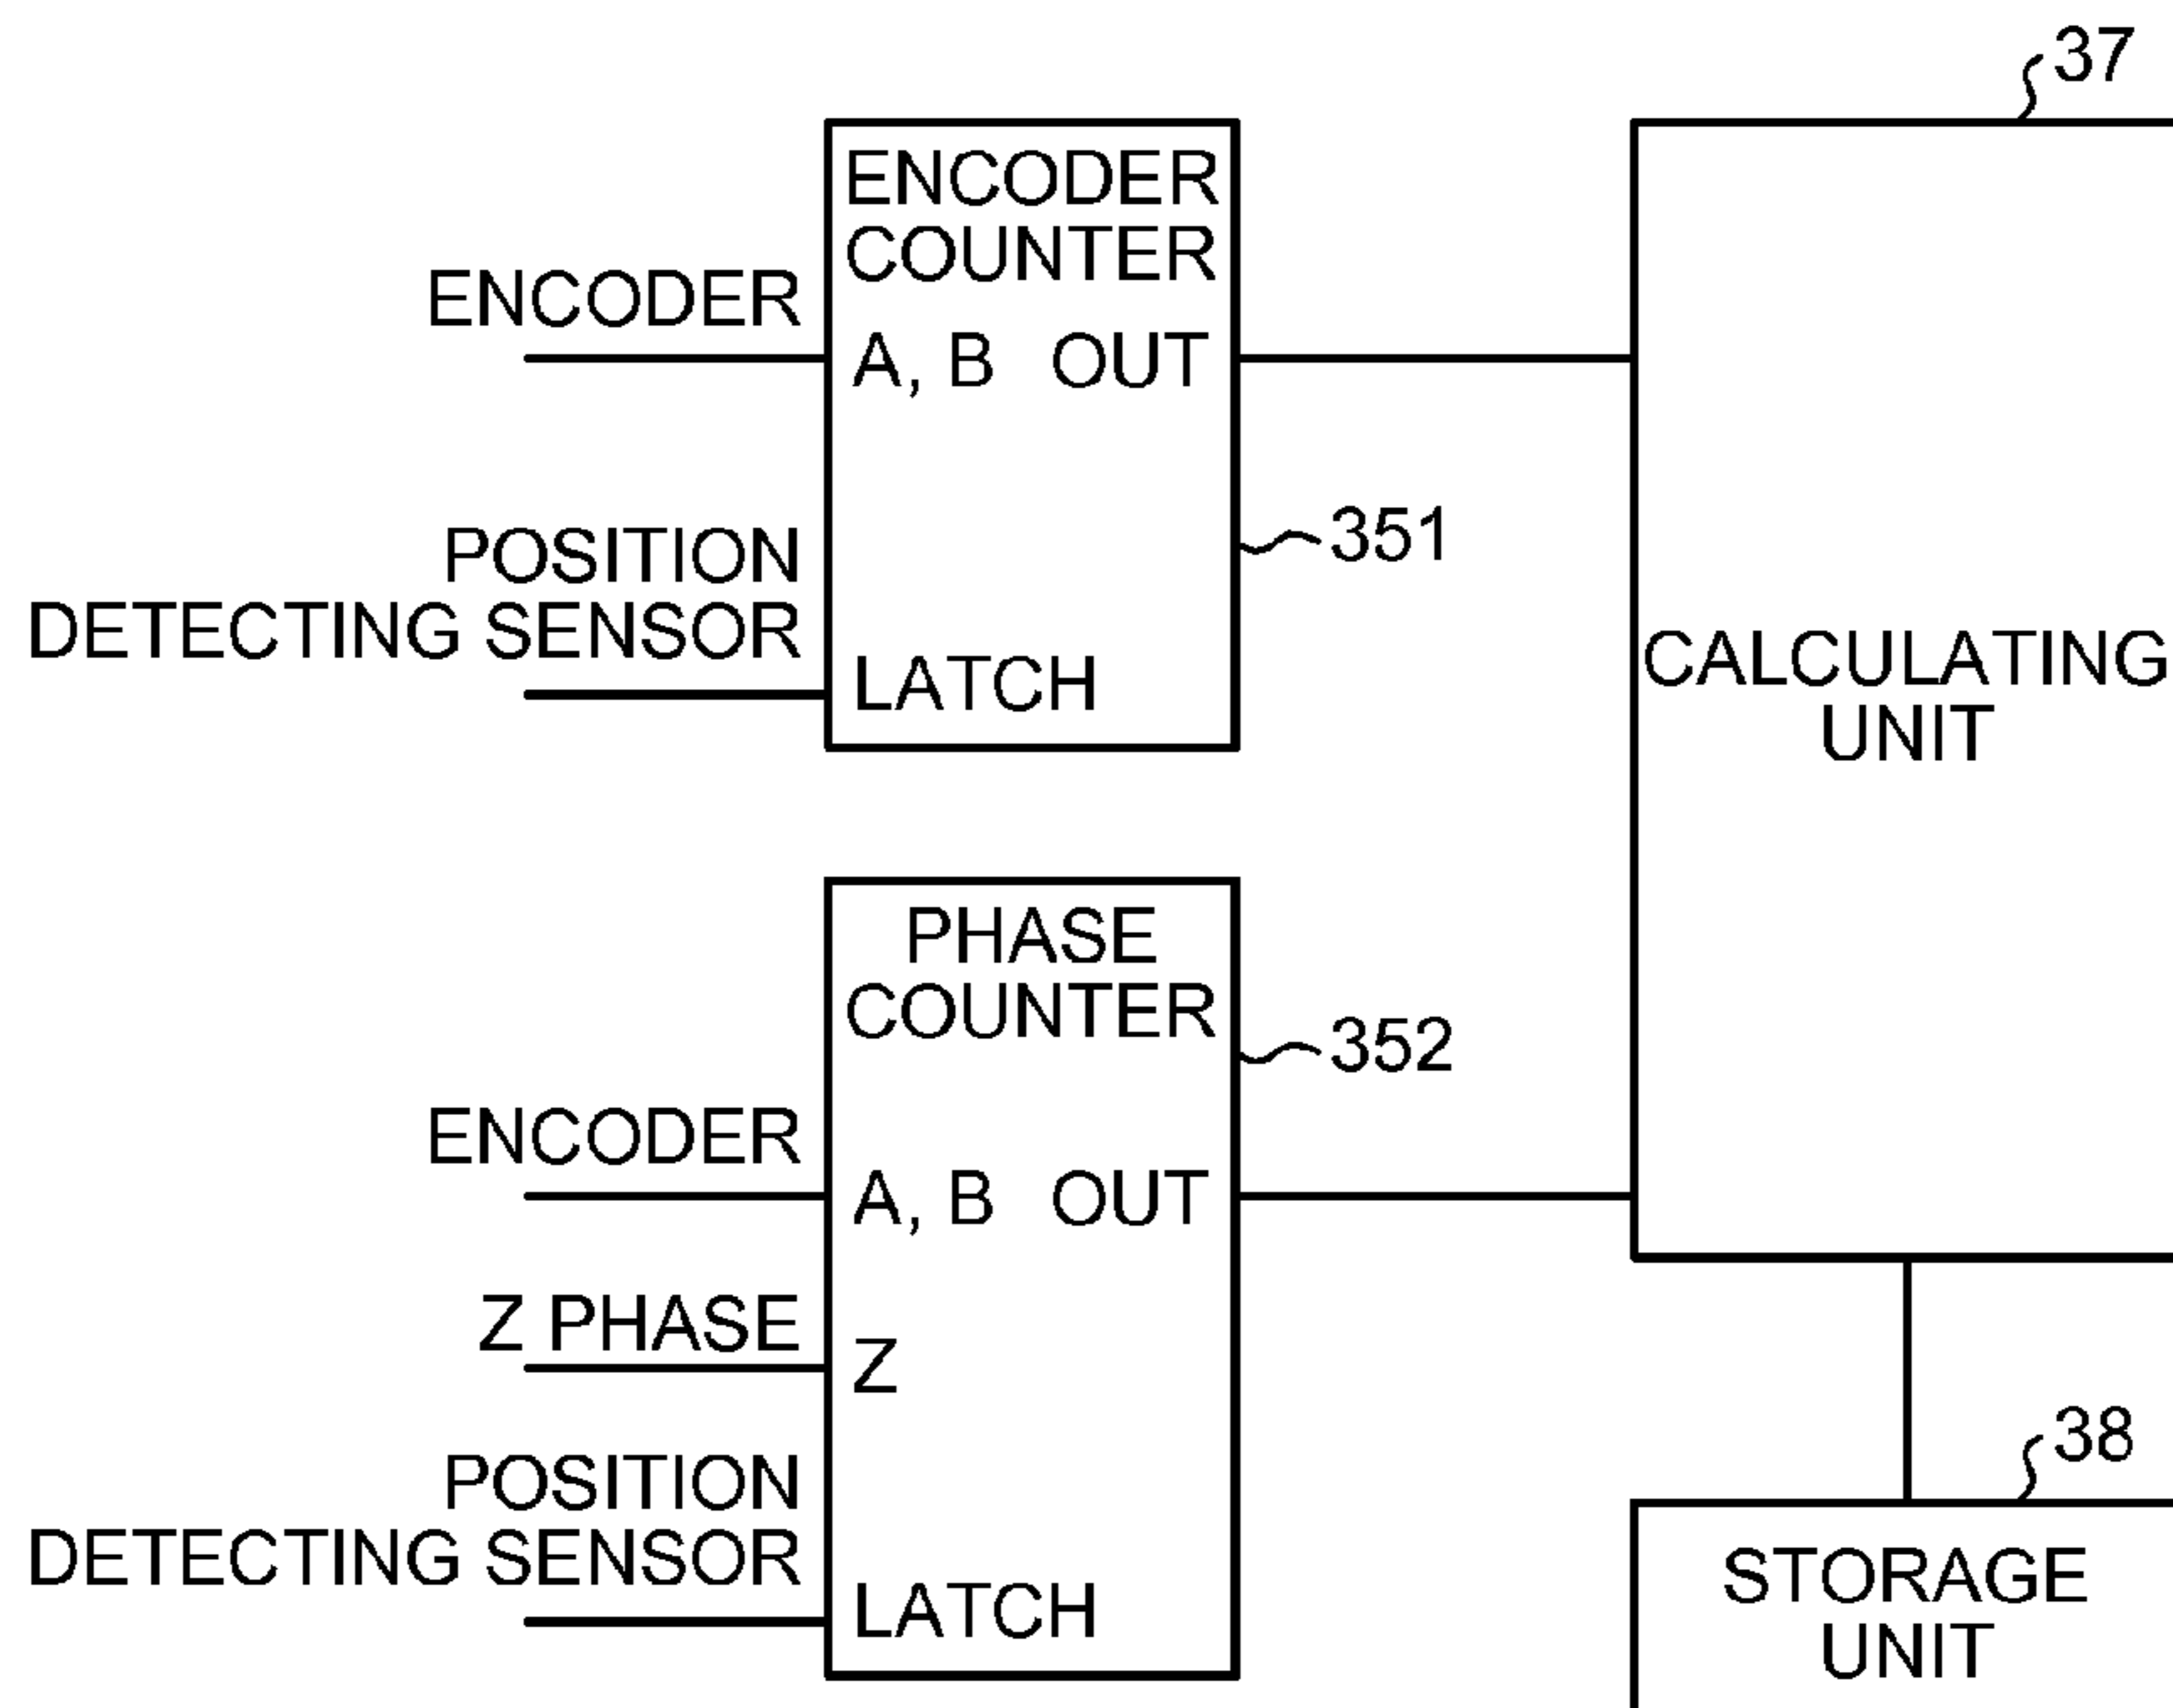 37
ENCODER
COUNTER
ENCODER
A, B OUT
351
POSITION
DETECTING SENSOR
LATCH
CALCULATING
UNIT
PHASE
COUNTER
352
ENCODER
A, B OUT
Z PHASE
Z
POSITION
DETECTING SENSOR
LATCH
38
STORAGE
UNIT